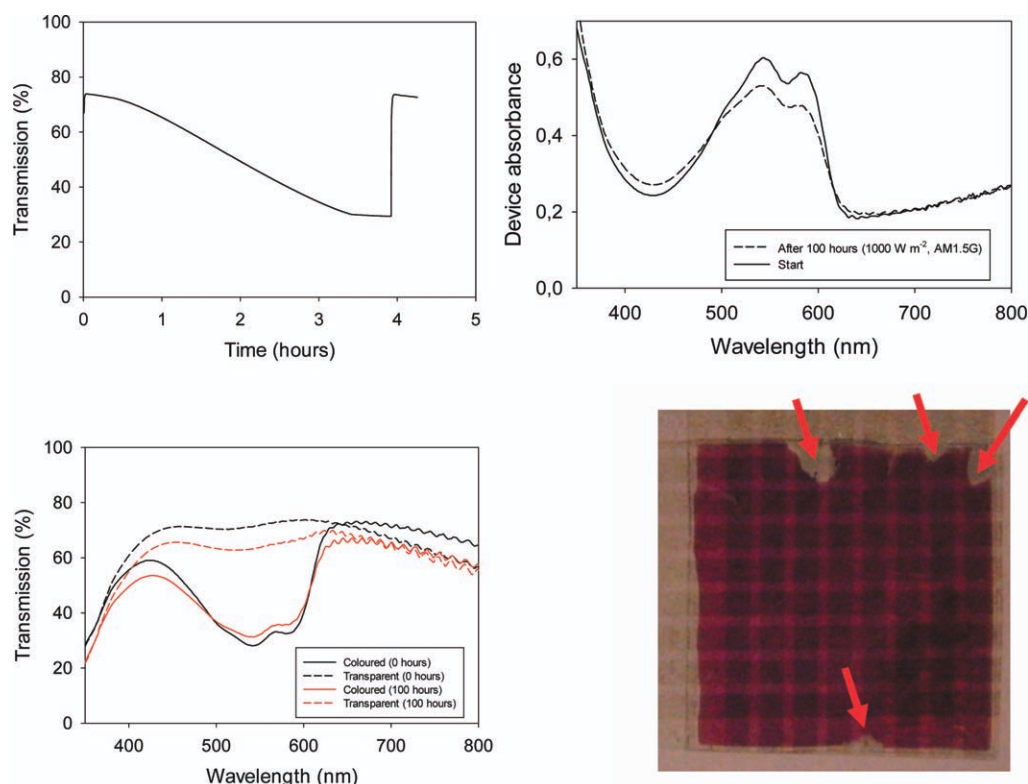 Transmission (%)
100
80
60
40
20
0
0
1
2
3
4
5
Time (hours)
Device absorbance
0,6
0,4
0,2
0,0
After 100 hours (1000 W m⁻², AM1.5G)
Start
400
500
600
700
800
Wavelength (nm)
Transmission (%)
100
80
60
40
20
0
Coloured (0 hours)
Transparent (0 hours)
Coloured (100 hours)
Transparent (100 hours)
400
500
600
700
800
Wavelength (nm)